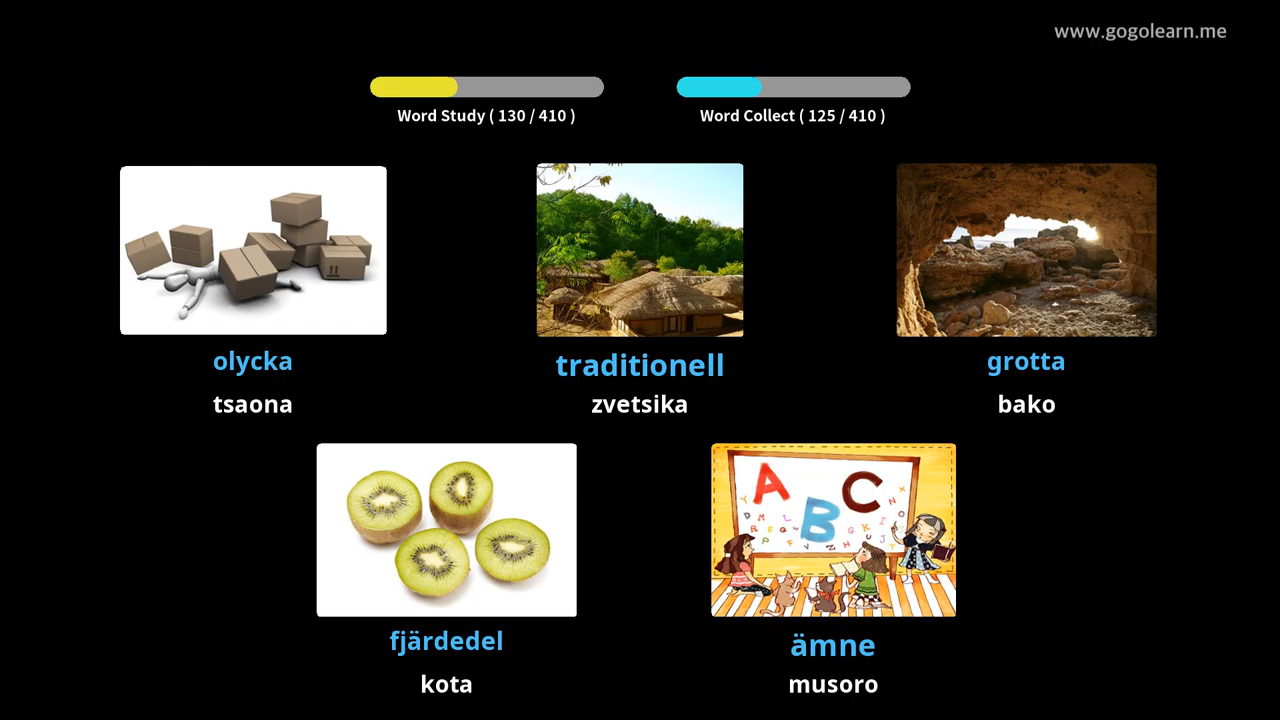 www.gogolearn.me
Word Study ( 130 / 410 )
Word Collect ( 125 / 410 )
olycka
tsaona
traditionell
zvetsika
grotta
bako
fjärdedel
kota
A B C
ämne
musoro